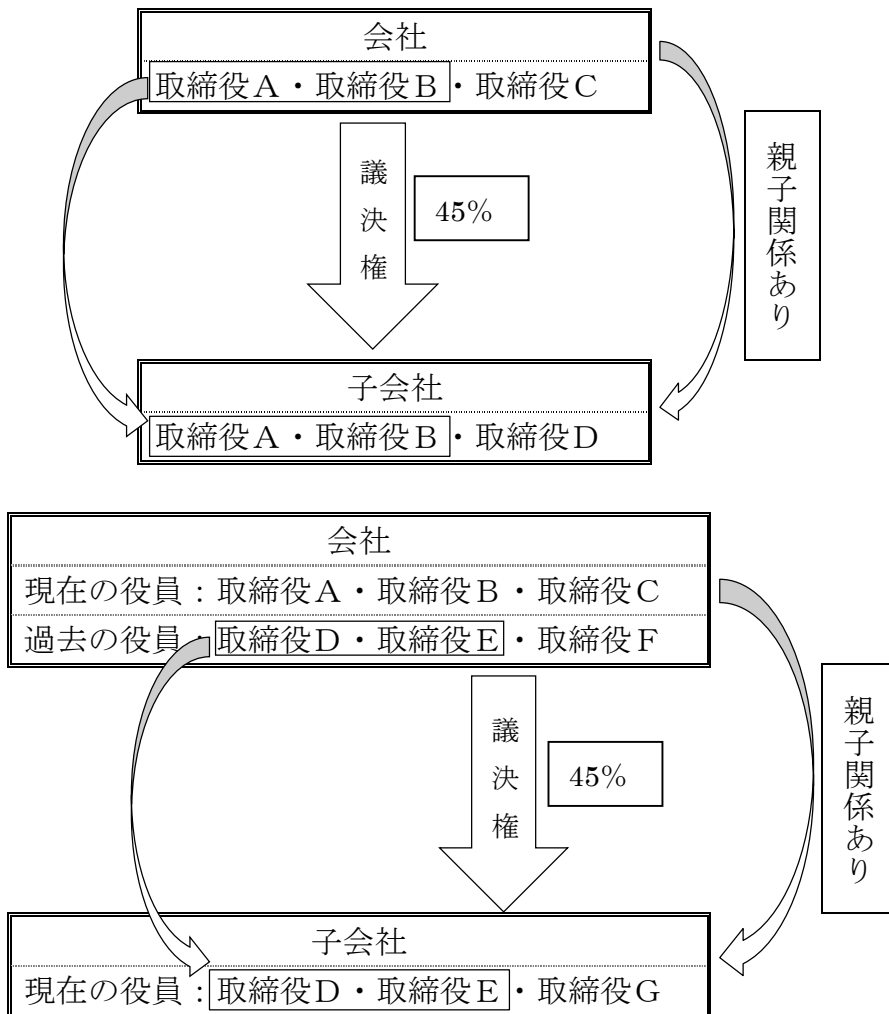 会社
取締役A・取締役B・取締役C
議決権
45%
親子関係あり
子会社
取締役A・取締役B・取締役D
会社
現在の役員：取締役A・取締役B・取締役C
過去の役員：取締役D・取締役E・取締役F
議決権
45%
親子関係あり
子会社
現在の役員：取締役D・取締役E・取締役G